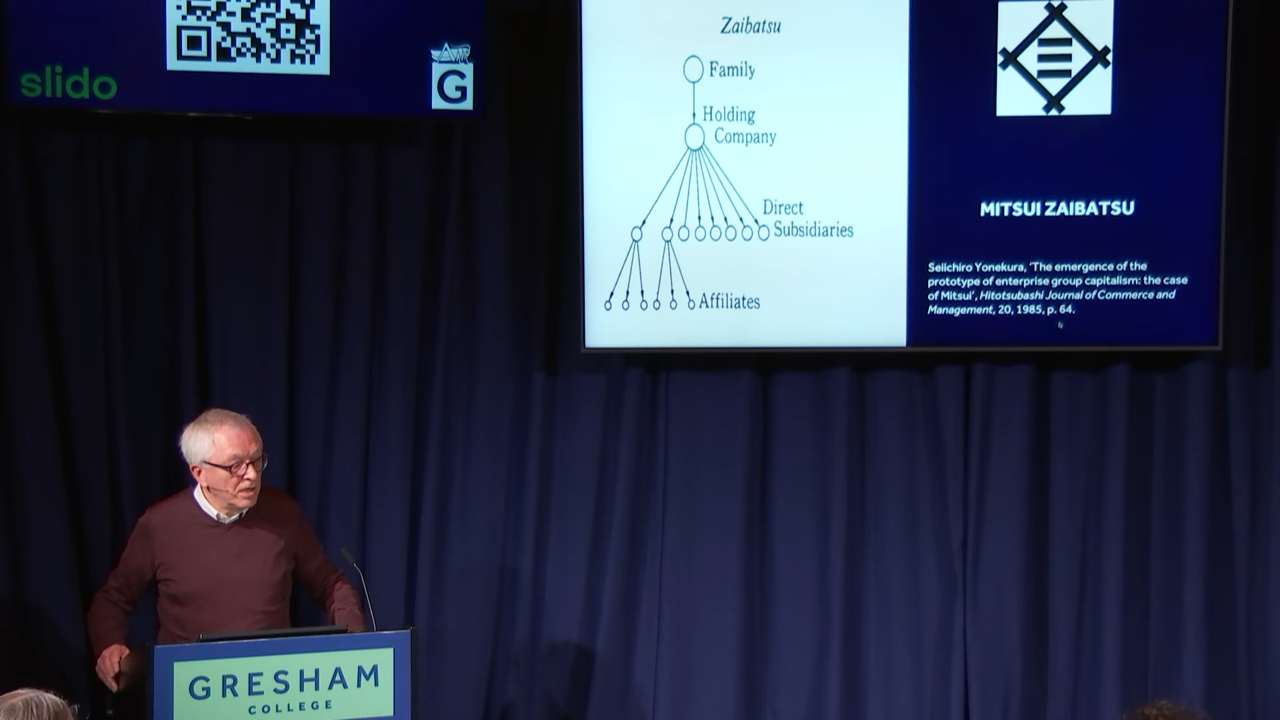 slido
G
Zaibatsu
Family
Holding
Company
Direct
Subsidiaries
Affiliates
MITSUI ZAIBATSU
Seiichiro Yonekura, 'The emergence of the
prototype of enterprise group capitalism: the case
of Mitsui', Hitotsubashi Journal of Commerce and
Management, 20, 1985, p. 64.
GRESHAM
COLLEGE